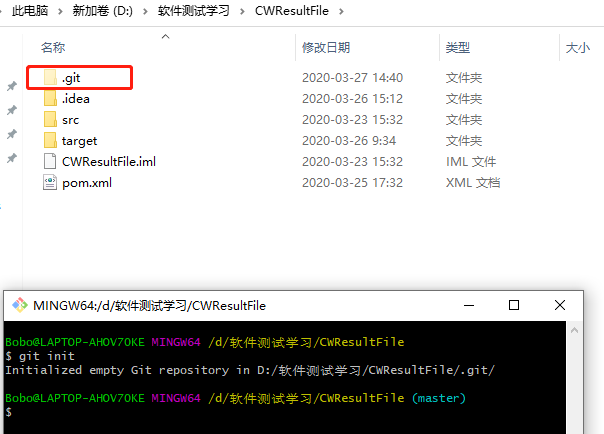 此电脑 > 新加卷 (D:) > 软件测试学习 > CWResultFile >
名称 修改日期 类型 大小
.git 2020-03-27 14:40 文件夹
.idea 2020-03-26 15:12 文件夹
src 2020-03-23 15:32 文件夹
target 2020-03-26 9:34 文件夹
CWResultFile.iml 2020-03-23 15:32 IML 文件
pom.xml 2020-03-25 17:32 XML 文档
MINGW64:/d/软件测试学习/CWResultFile
Bobo@LAPTOP-AHOV7OKE MINGW64 /d/软件测试学习/CWResultFile
$ git init
Initialized empty Git repository in D:/软件测试学习/CWResultFile/.git/
Bobo@LAPTOP-AHOV7OKE MINGW64 /d/软件测试学习/CWResultFile (master)
$